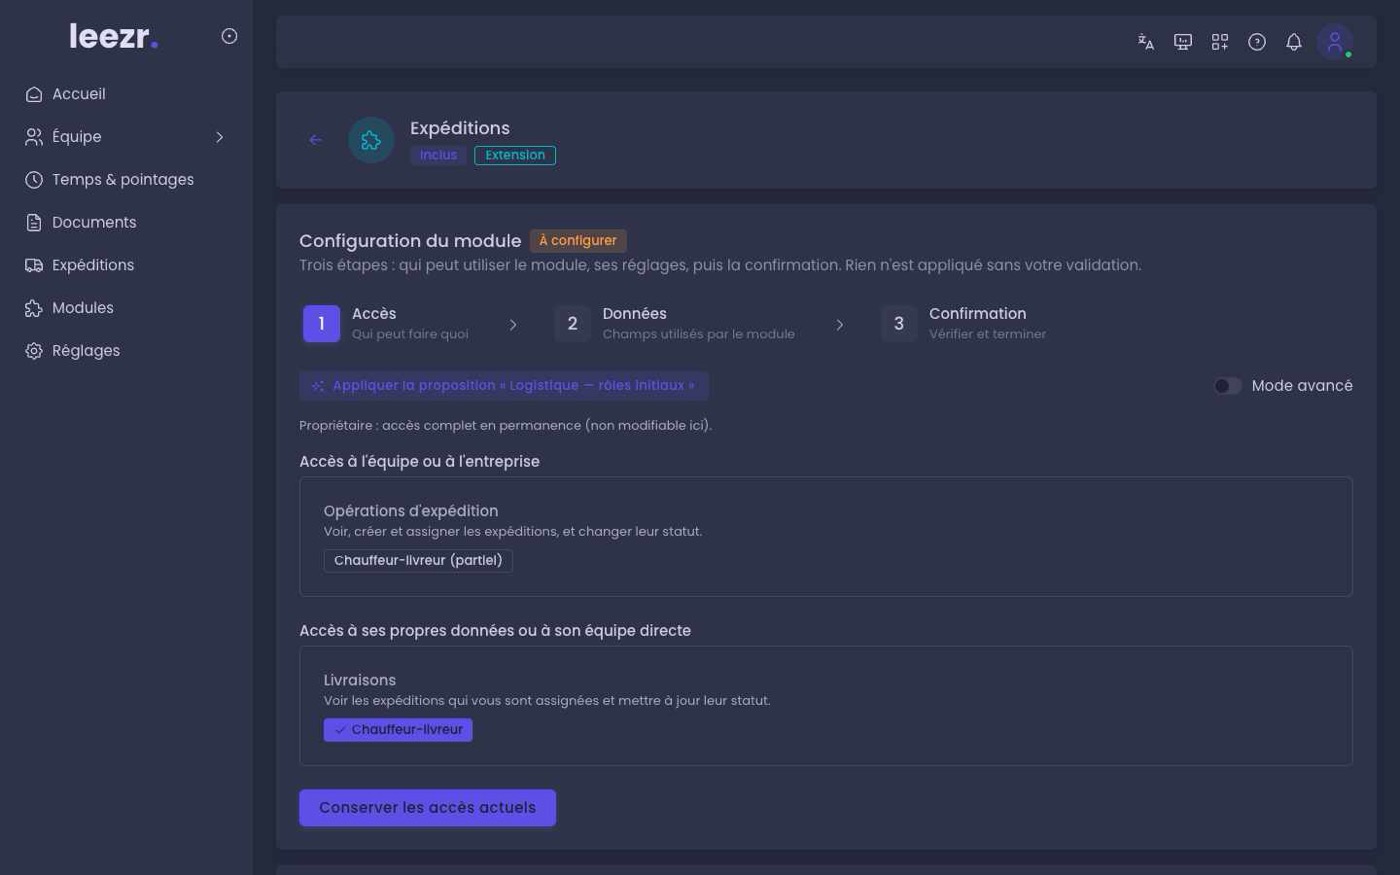 leezr.
Accueil
Équipe
Temps & pointages
Documents
Expéditions
Modules
Réglages
Expéditions
Inclus
Extension
Configuration du module
À configurer
Trois étapes : qui peut utiliser le module, ses réglages, puis la confirmation. Rien n'est appliqué sans votre validation.
1
Accès
Qui peut faire quoi
2
Données
Champs utilisés par le module
3
Confirmation
Vérifier et terminer
Appliquer la proposition « Logistique — rôles initiaux »
Mode avancé
Propriétaire : accès complet en permanence (non modifiable ici).
Accès à l'équipe ou à l'entreprise
Opérations d'expédition
Voir, créer et assigner les expéditions, et changer leur statut.
Chauffeur-livreur (partiel)
Accès à ses propres données ou à son équipe directe
Livraisons
Voir les expéditions qui vous sont assignées et mettre à jour leur statut.
Chauffeur-livreur
Conserver les accès actuels